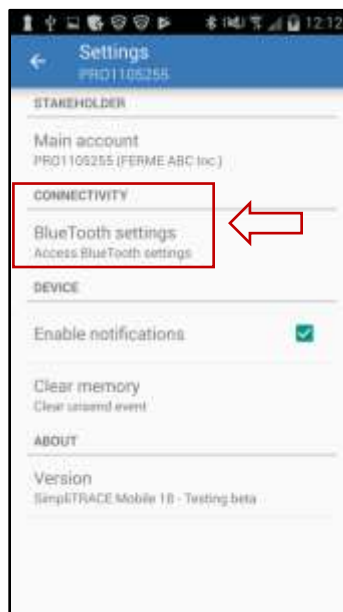 12:12
Settings
PRO1105255
STAKEHOLDER
Main account
PRO1105255 (FERME ABC Inc.)
CONNECTIVITY
BlueTooth settings
Access BlueTooth settings
DEVICE
Enable notifications
Clear memory
Clear unsend event
ABOUT
Version
SimpliTRACE Mobile 18 - Testing beta